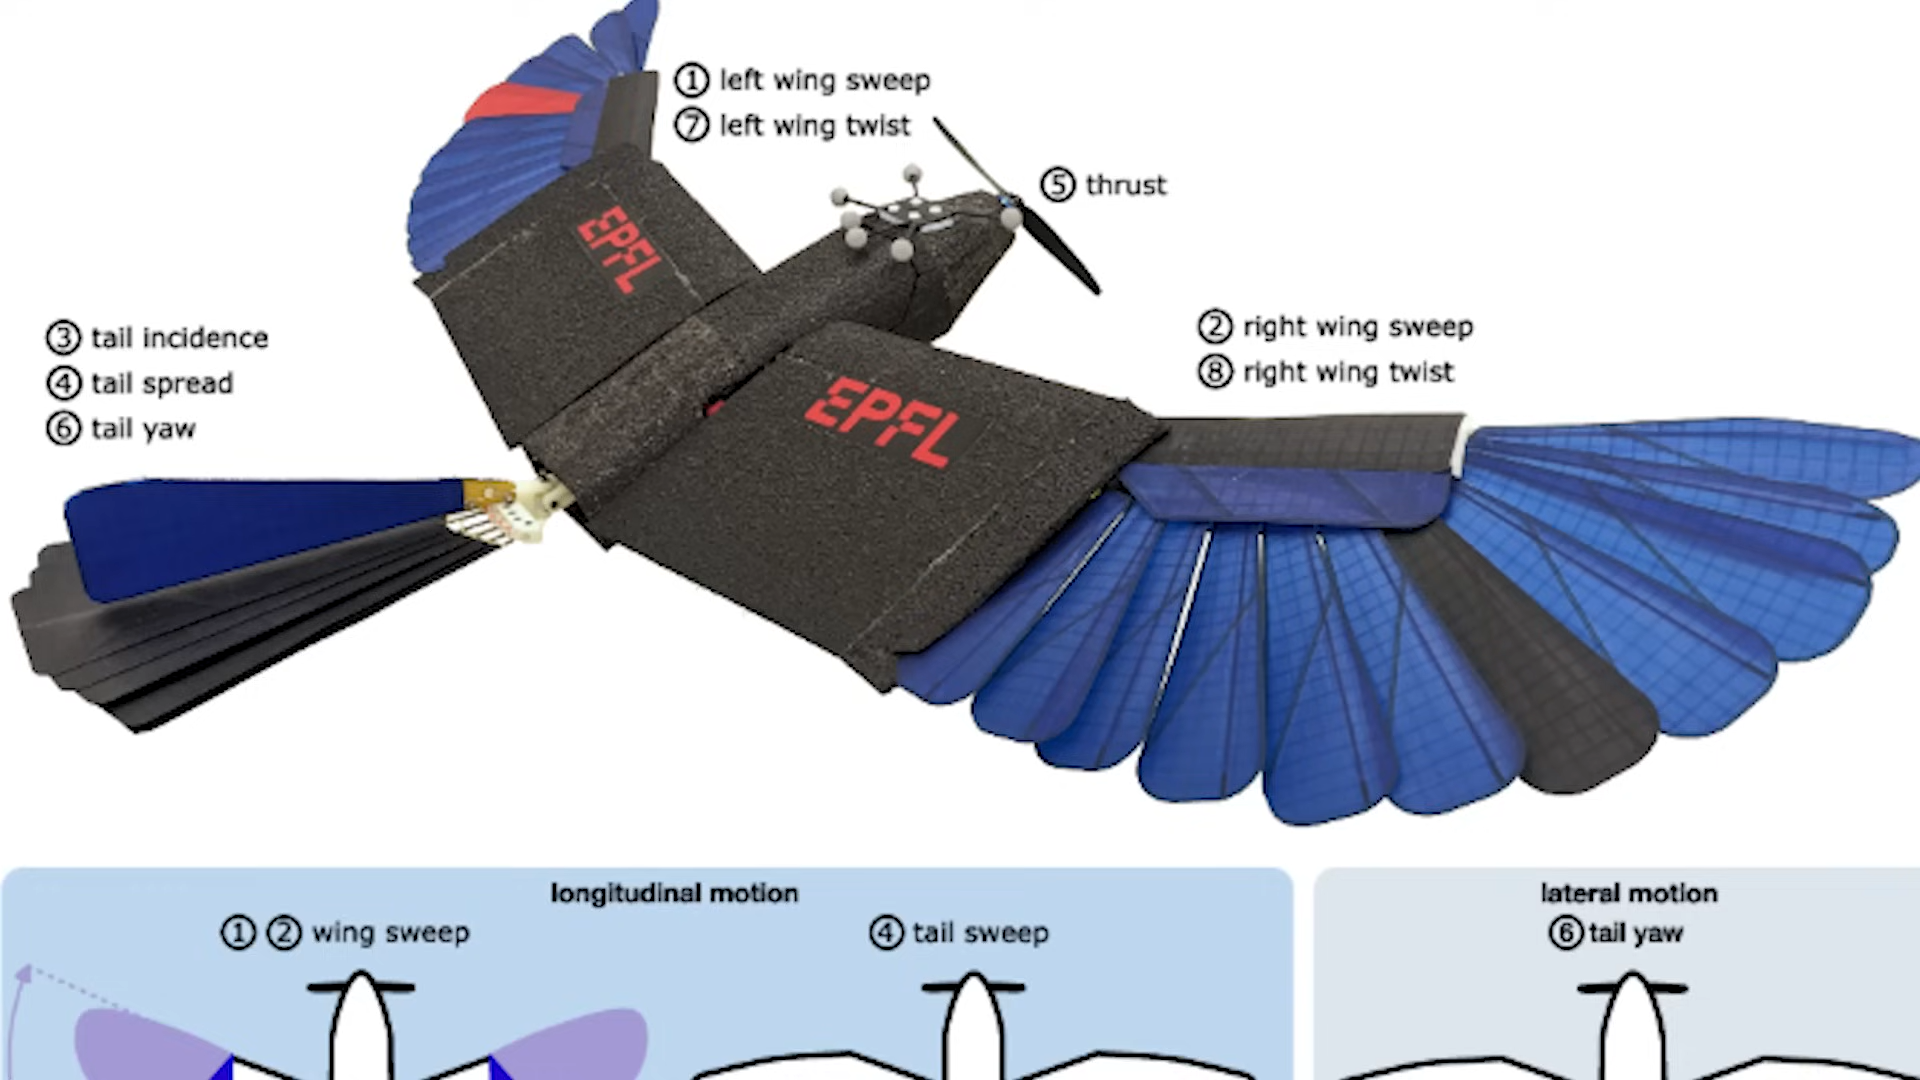 ① left wing sweep
⑦ left wing twist
⑤ thrust
EPFL
③ tail incidence
④ tail spread
⑥ tail yaw
② right wing sweep
⑧ right wing twist
EPFL
longitudinal motion
① ② wing sweep
④ tail sweep
lateral motion
⑥ tail yaw